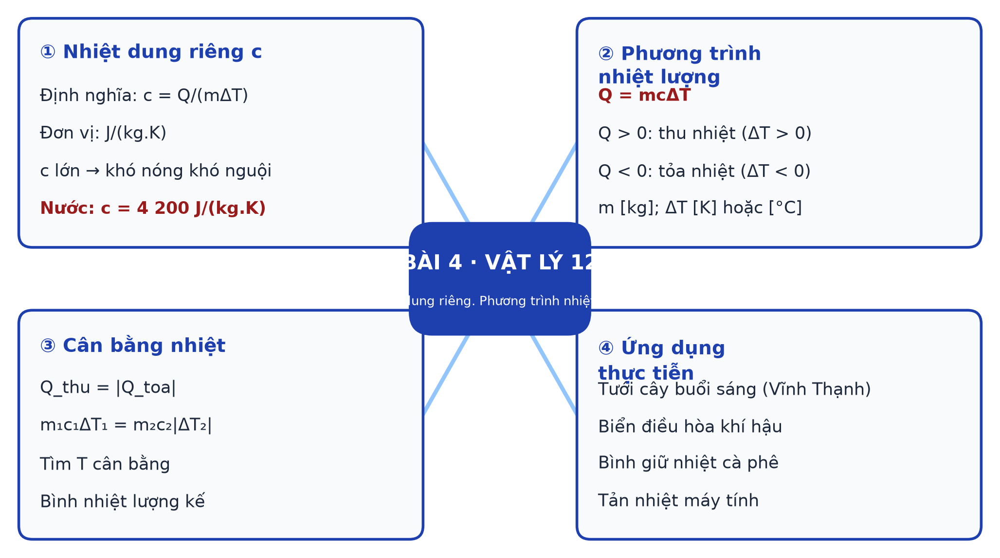 ① Nhiệt dung riêng c
Định nghĩa: c = Q/(mΔT)
Đơn vị: J/(kg.K)
c lớn → khó nóng khó nguội
Nước: c = 4 200 J/(kg.K)
② Phương trình
nhiệt lượng
Q = mcΔT
Q > 0: thu nhiệt (ΔT > 0)
Q < 0: tỏa nhiệt (ΔT < 0)
m [kg]; ΔT [K] hoặc [°C]
BÀI 4 · VẬT LÝ 12
riêng. Phương trình
③ Cân bằng nhiệt
Q_thu = |Q_toa|
m₁c₁ΔT₁ = m₂c₂|ΔT₂|
Tìm T cân bằng
Bình nhiệt lượng kế
④ Ứng dụng
thực tiễn
Tưới cây buổi sáng (Vĩnh Thạnh)
Biển điều hòa khí hậu
Bình giữ nhiệt cà phê
Tản nhiệt máy tính